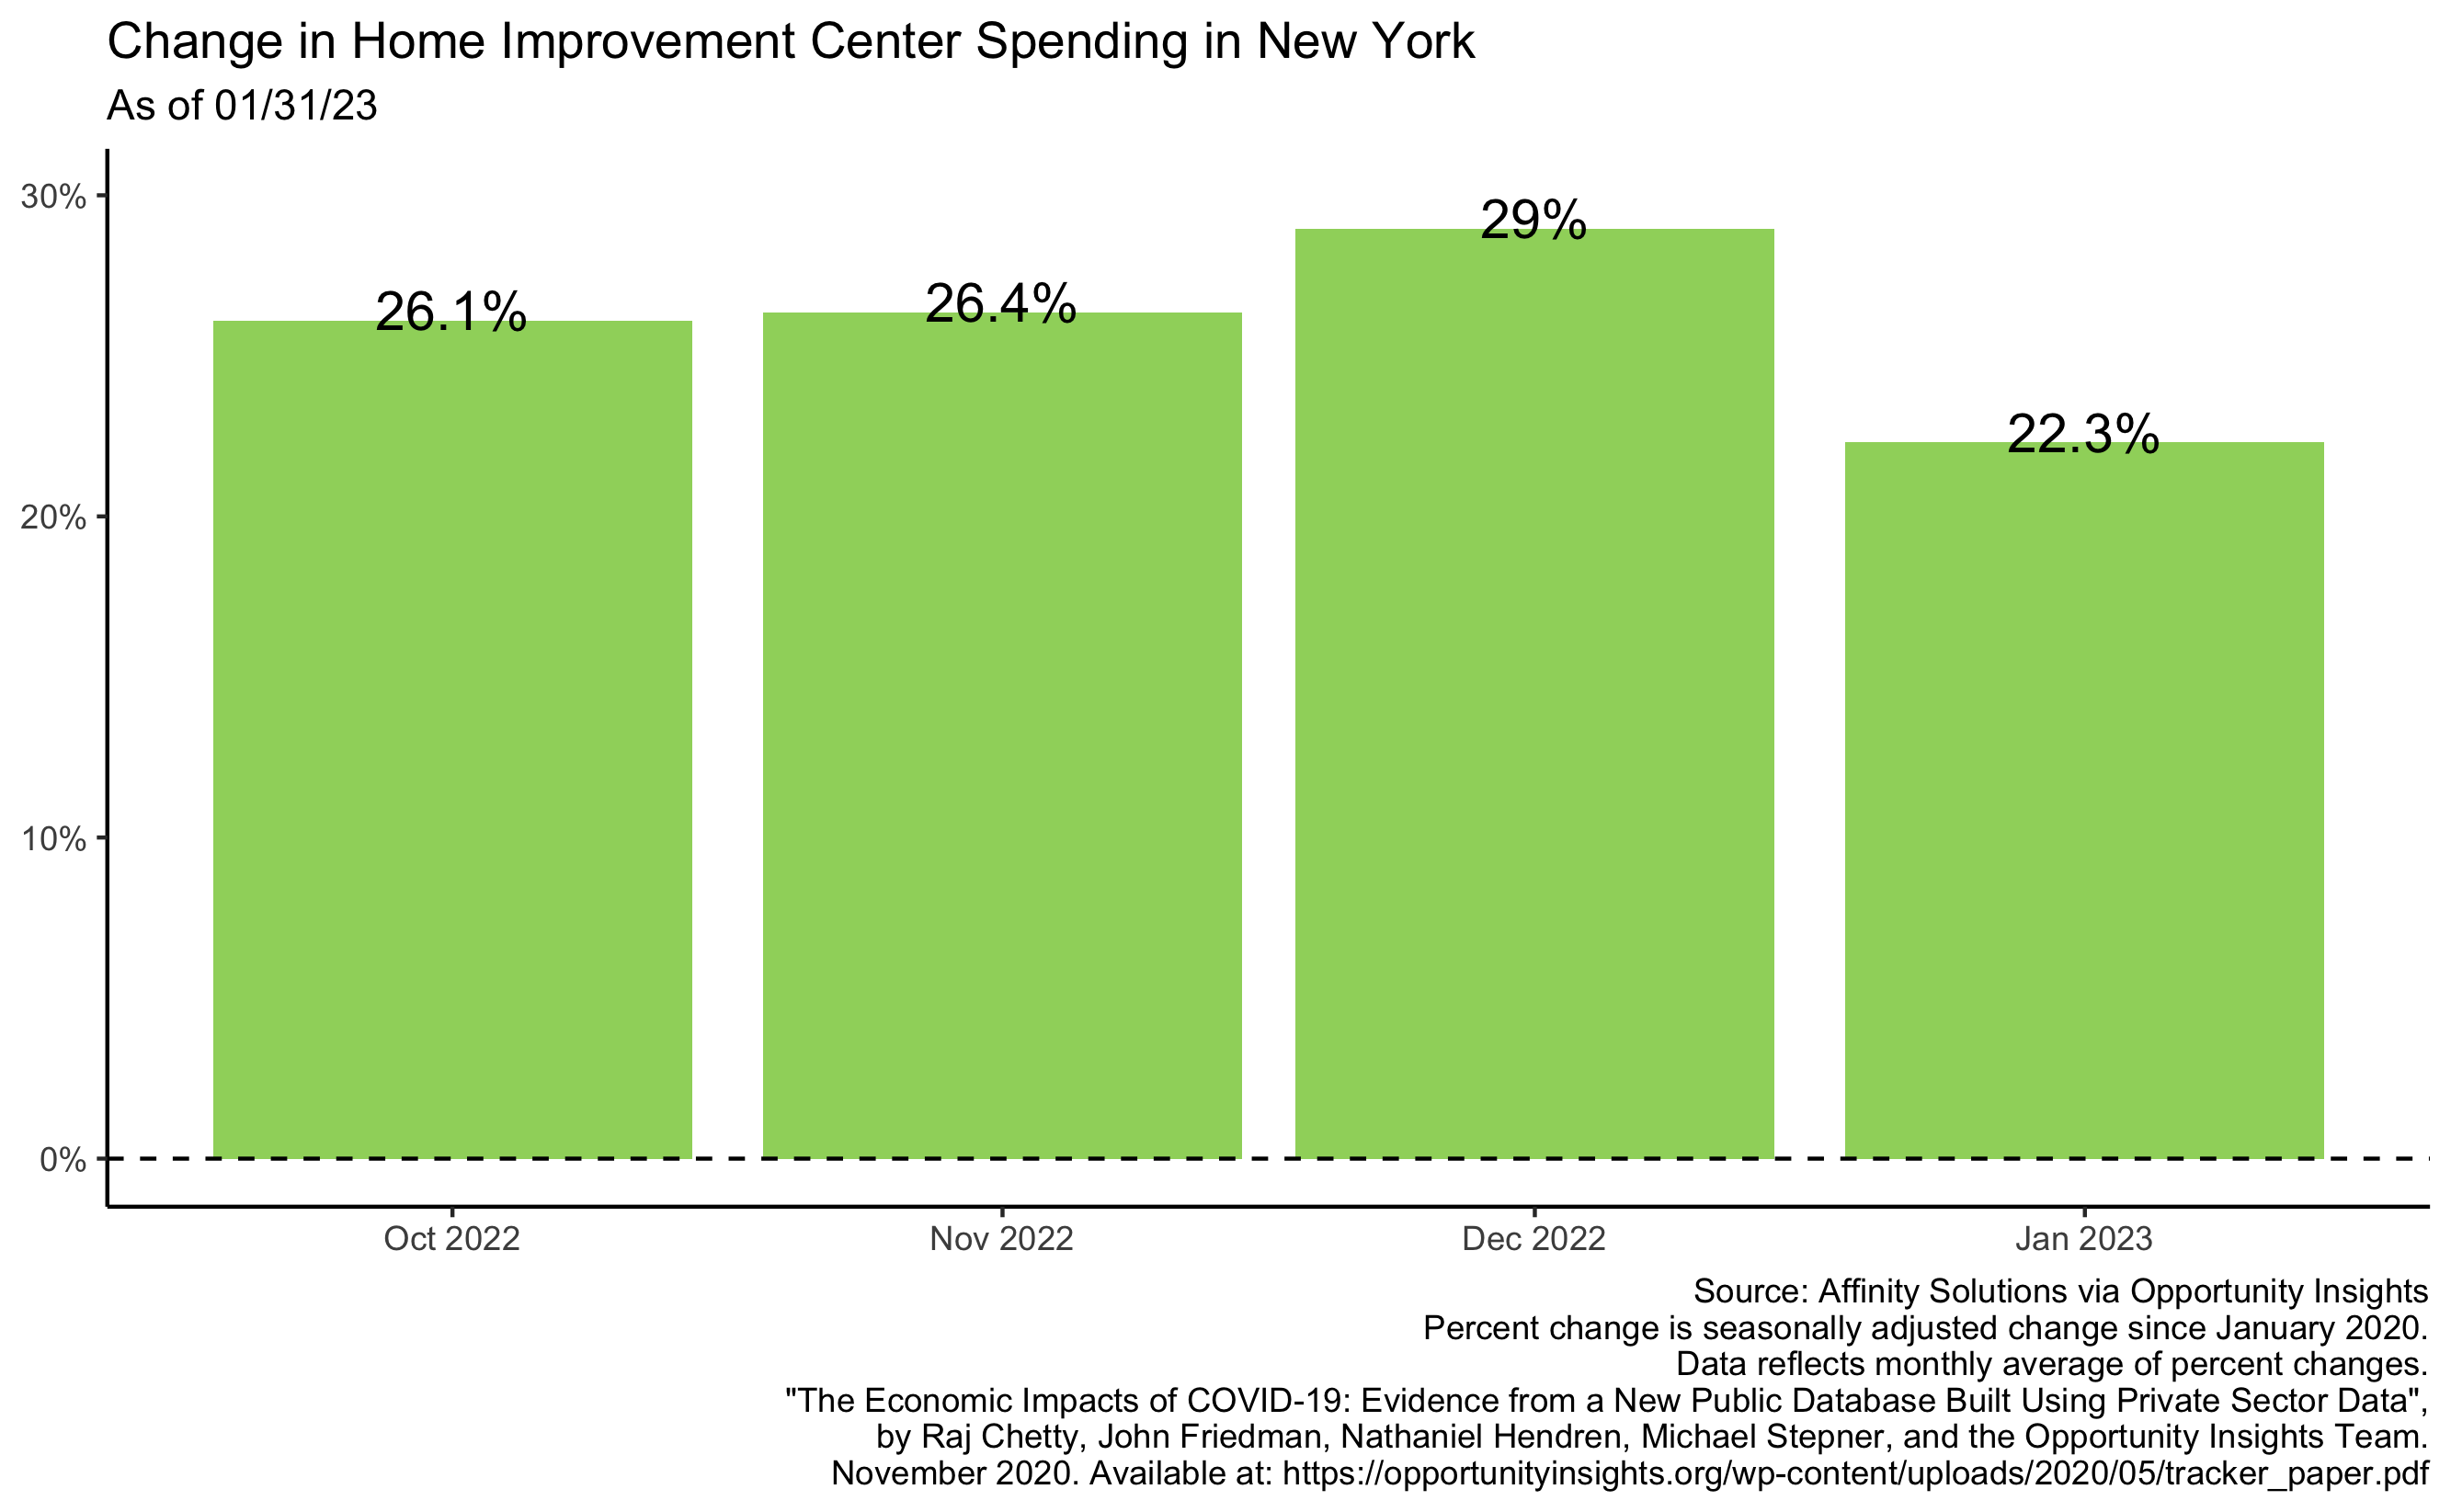 Change in Home Improvement Center Spending in New York
As of 01/31/23
30%
20%
10%
0%
26.1%
26.4%
29%
22.3%
Oct 2022
Nov 2022
Dec 2022
Jan 2023
Source: Affinity Solutions via Opportunity Insights
Percent change is seasonally adjusted change since January 2020.
Data reflects monthly average of percent changes.
"The Economic Impacts of COVID-19: Evidence from a New Public Database Built Using Private Sector Data",
by Raj Chetty, John Friedman, Nathaniel Hendren, Michael Stepner, and the Opportunity Insights Team.
November 2020. Available at: https://opportunityinsights.org/wp-content/uploads/2020/05/tracker_paper.pdf